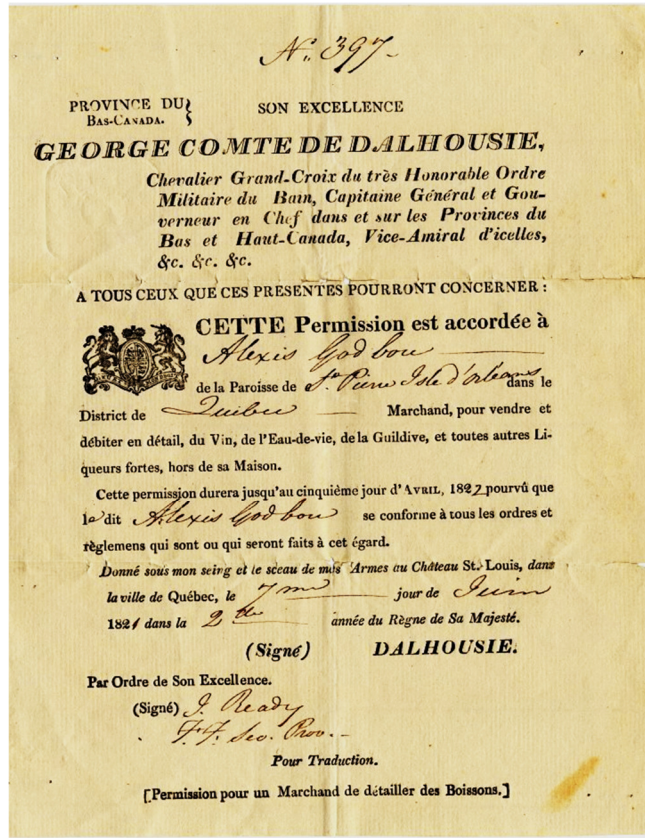 No. 397-
PROVINCE DU }
BAS-CANADA.
SON EXCELLENCE
GEORGE COMTE DE DALHOUSIE,
Chevalier Grand-Croix du très Honorable Ordre
Militaire du Bain, Capitaine Général et Gou-
verneur en Chef dans et sur les Provinces du
Bas et Haut-Canada, Vice-Amiral d'icelles,
&c. &c. &c.
A TOUS CEUX QUE CES PRESENTES POURRONT CONCERNER :
CETTE Permission est accordée à
Alexis Godbou
de la Paroisse de St. Pierre Isle d'orléans dans le
District de Quibec — Marchand, pour vendre et
débiter en détail, du Vin, de l'Eau-de-vie, de la Guildive, et toutes autres Li-
queurs fortes, hors de sa Maison.
Cette permission durera jusqu'au cinquième jour d'AVRIL, 1822 pourvû que
le dit Alexis Godbou se conforme à tous les ordres et
règlemens qui sont ou qui seront faits à cet égard.
Donné sous mon seing et le sceau de mes Armes au Château St. Louis, dans
la ville de Québec, le 7me jour de Juin
1821 dans la 2de année du Règne de Sa Majesté.
(Signé) DALHOUSIE.
Par Ordre de Son Excellence.
(Signé) J. Ready
F.F. Sec. Prov. -
Pour Traduction.
[Permission pour un Marchand de détailler des Boissons.]